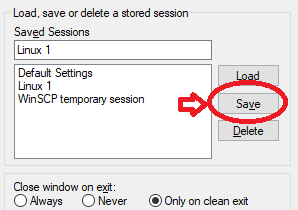 Load, save or delete a stored session
Saved Sessions
Linux 1
Default Settings
Linux 1
WinSCP temporary session
Load
Save
Delete
Close window on exit:
Always Never Only on clean exit